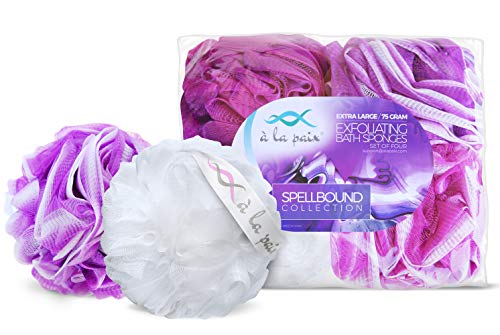 à la paix
EXTRA LARGE / 75 GRAM
EXFOLIATING
BATH SPONGES
SET OF FOUR
SPELLBOUND
COLLECTION
à la paix